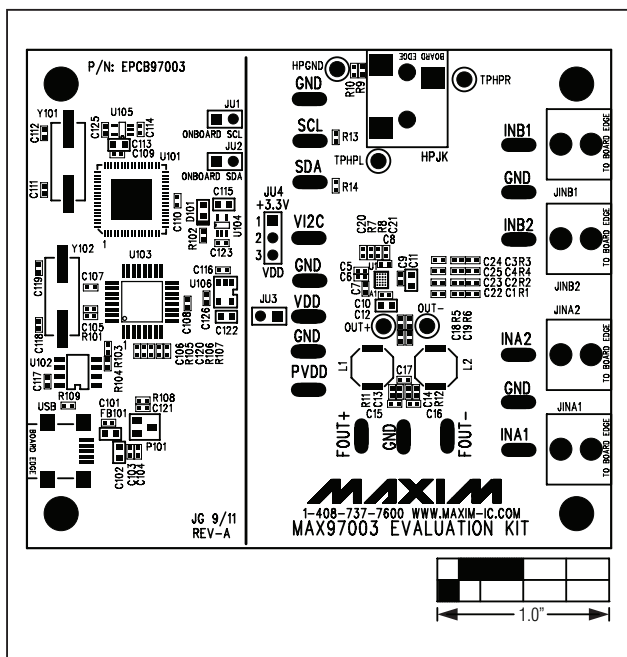 P/N: EPCB97003
Y101
C112
C111
C125
U105
C114
C113
C109
U101
C110
JU1
ONBOARD SCL
JU2
ONBOARD SDA
D101
C115
R102
U104
C123
JU4
+3.3V
1
2
3
VDD
Y102
C119
C118
C107
C105
R101
U103
1
1
C116
U106
C108
C126
C122
JU3
U102
C117
R103
R104
C106
R105
C120
R106
R107
R109
USB
BOARD EDGE
C101
FB101
R108
C121
P101
C102
C103
C104
JG 9/11
REV-A
HPGND
GND
R10
R9
BOARD EDGE
TPHPR
SCL
R13
TPHPL
HPJK
SDA
R14
VI2C
GND
VDD
GND
PVDD
C20
R7
R8
C21
C8
C5
C6
U1
C7
A1
C9
C11
C10
C12
OUT+
OUT-
C24 C3 R3
C25 C4 R4
C23 C2 R2
C22 C1 R1
C18 R5
C19 R6
L1
L2
C17
R11
C13
C14
R12
C15
C16
FOUT+
GND
FOUT-
INB1
GND
JINB1
TO BOARD EDGE
INB2
JINB2
TO BOARD EDGE
JINA2
INA2
TO BOARD EDGE
GND
JINA1
INA1
TO BOARD EDGE
MAXIM
1-408-737-7600 WWW.MAXIM-IC.COM
MAX97003 EVALUATION KIT
1.0"